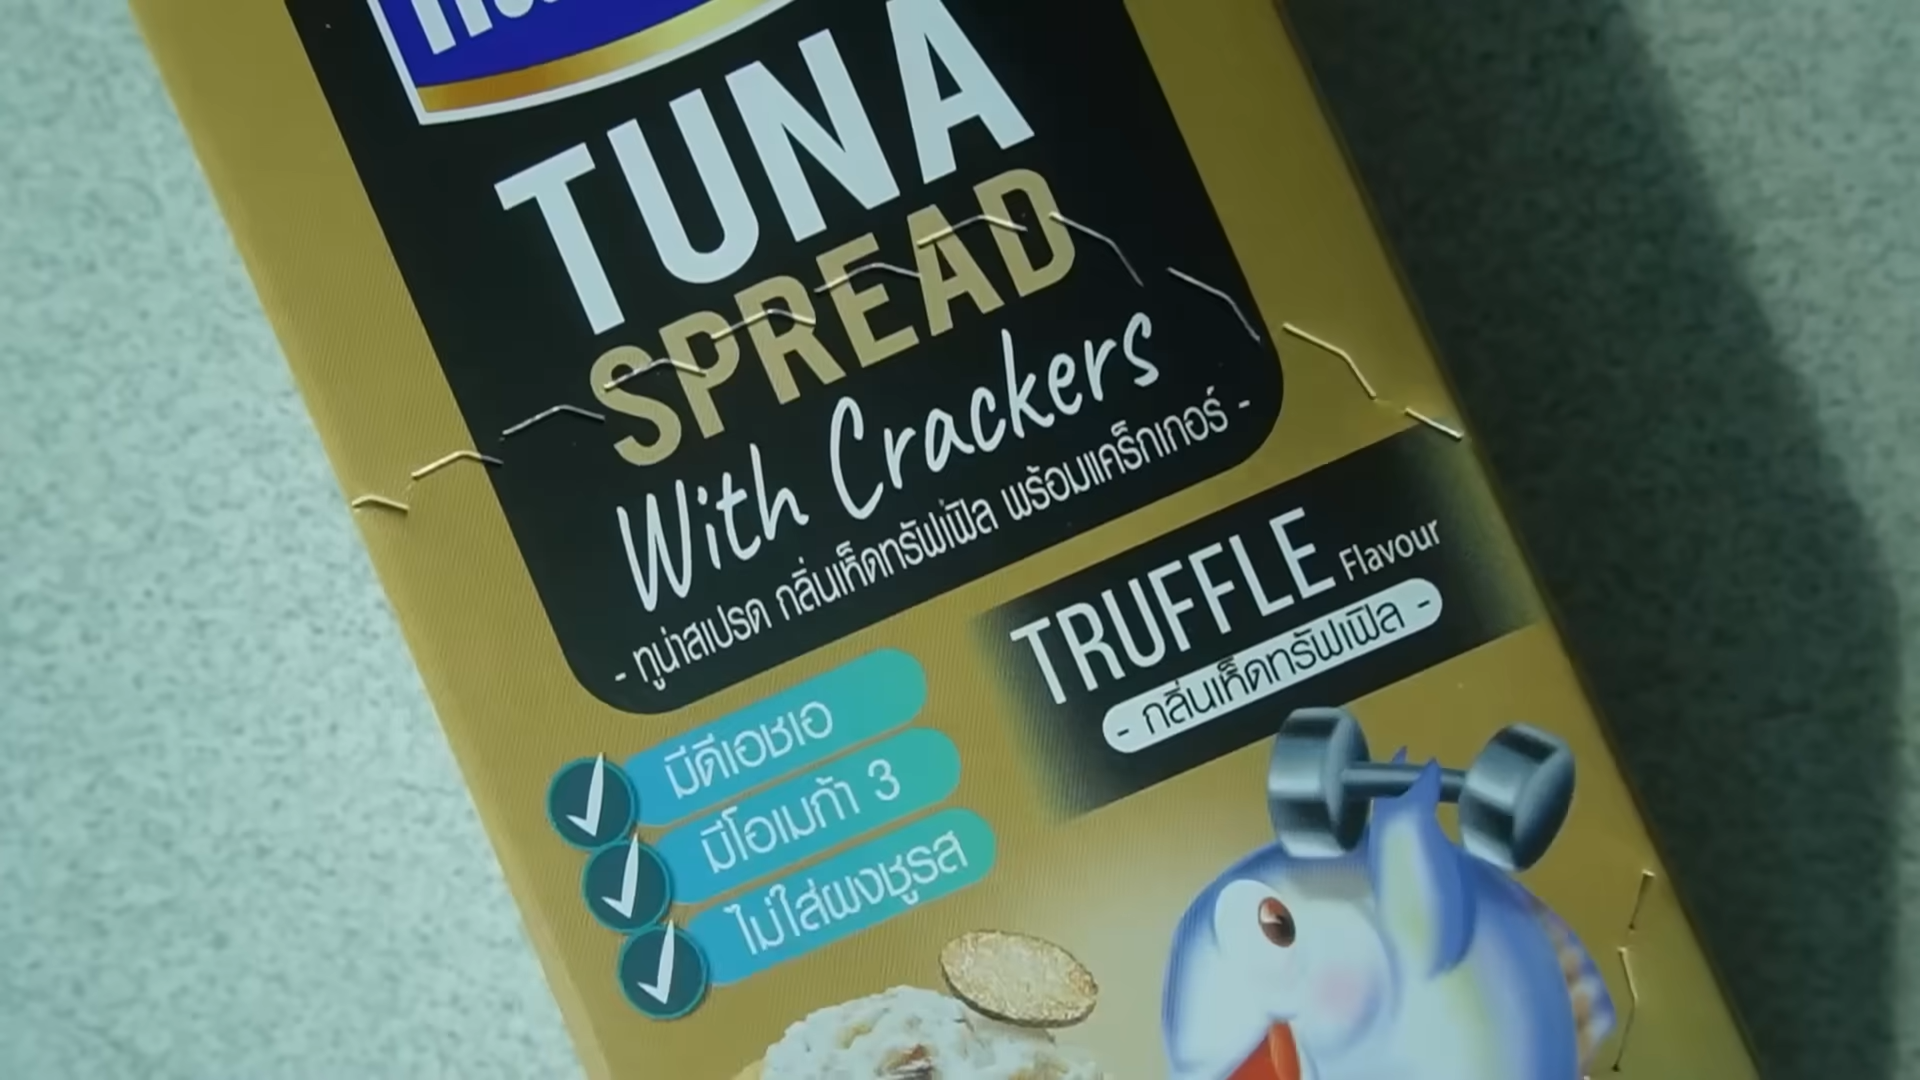 TUNA
SPREAD
With Crackers
- ทูน่าสเปรด กลิ่นเห็ดทรัฟเฟิล พร้อมแคร็กเกอร์ -
TRUFFLE Flavour
- กลิ่นเห็ดทรัฟเฟิล -
มีดีเอชเอ
มีโอเมก้า 3
ไม่ใส่ผงชูรส